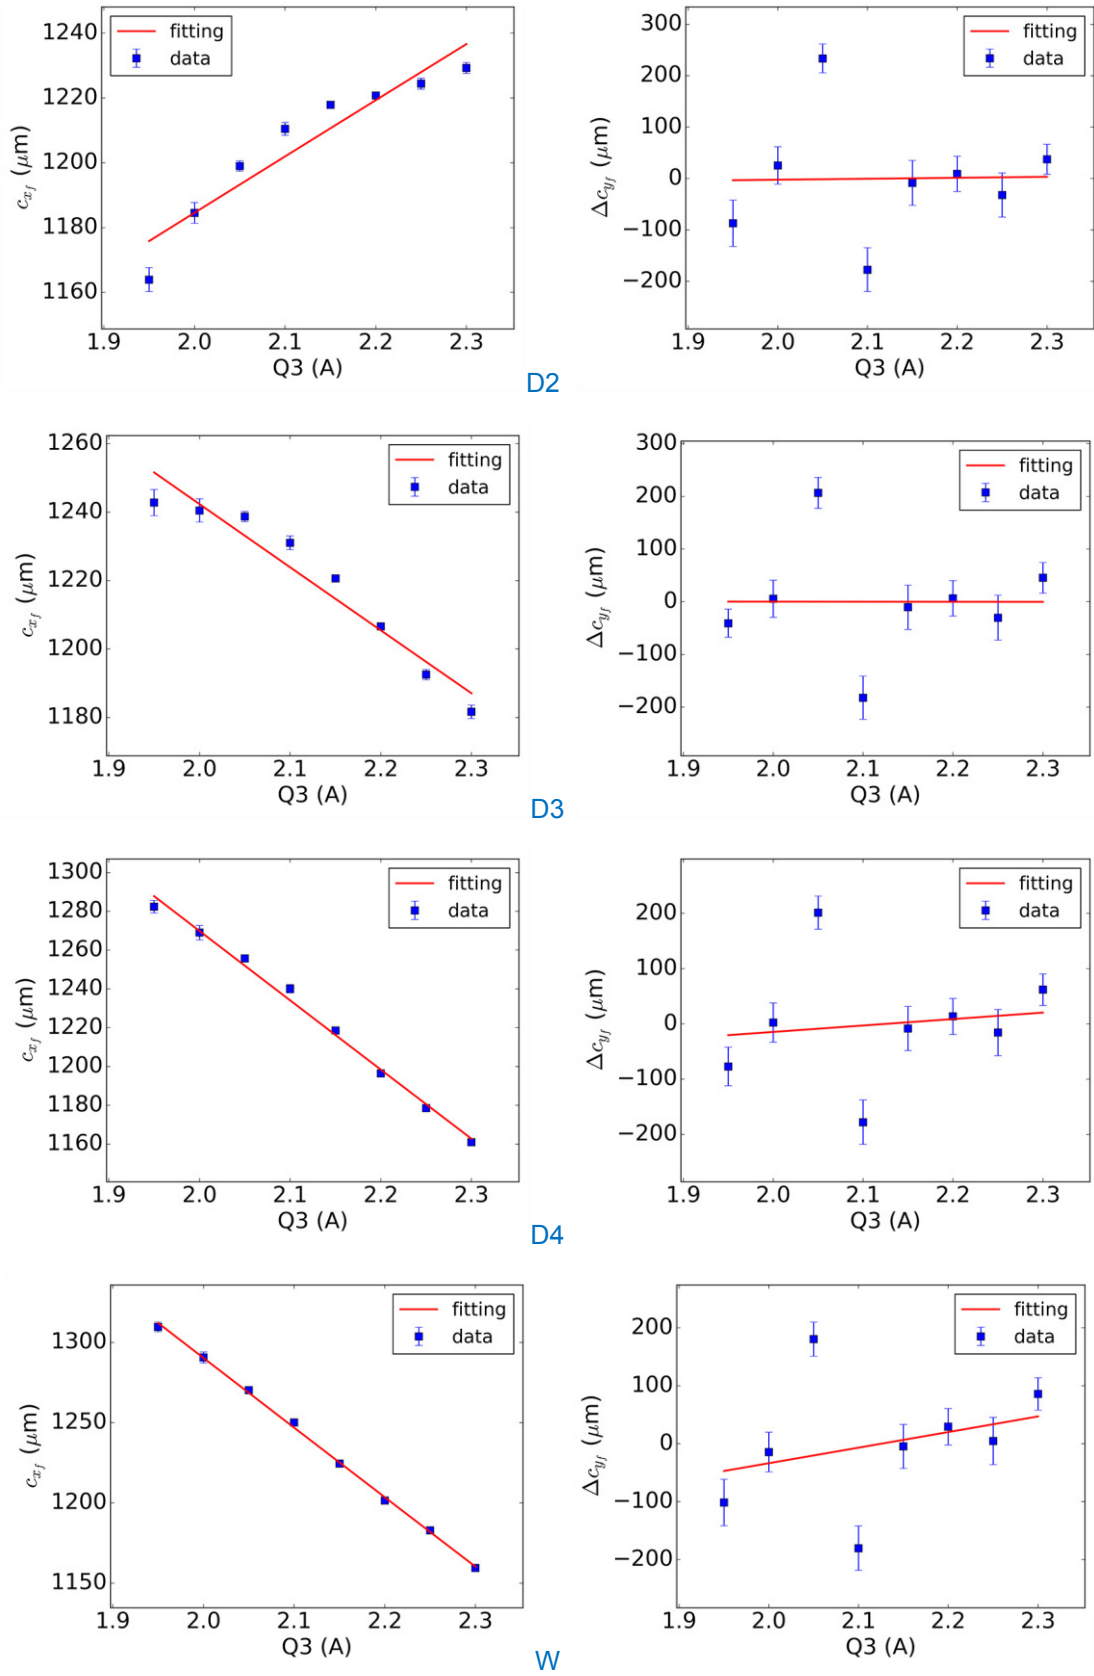 fitting
data
1240
1220
1200
1180
1160
1.9 2.0 2.1 2.2 2.3
Q3 (A)
c_{x_f} (μm)
fitting
data
300
200
100
0
−100
−200
1.9 2.0 2.1 2.2 2.3
Q3 (A)
Δc_{y_f} (μm)
D2
fitting
data
1260
1240
1220
1200
1180
1.9 2.0 2.1 2.2 2.3
Q3 (A)
c_{x_f} (μm)
fitting
data
300
200
100
0
−100
−200
1.9 2.0 2.1 2.2 2.3
Q3 (A)
Δc_{y_f} (μm)
D3
fitting
data
1300
1280
1260
1240
1220
1200
1180
1160
1.9 2.0 2.1 2.2 2.3
Q3 (A)
c_{x_f} (μm)
fitting
data
200
100
0
−100
−200
1.9 2.0 2.1 2.2 2.3
Q3 (A)
Δc_{y_f} (μm)
D4
fitting
data
1300
1250
1200
1150
1.9 2.0 2.1 2.2 2.3
Q3 (A)
c_{x_f} (μm)
fitting
data
200
100
0
−100
−200
1.9 2.0 2.1 2.2 2.3
Q3 (A)
Δc_{y_f} (μm)
W